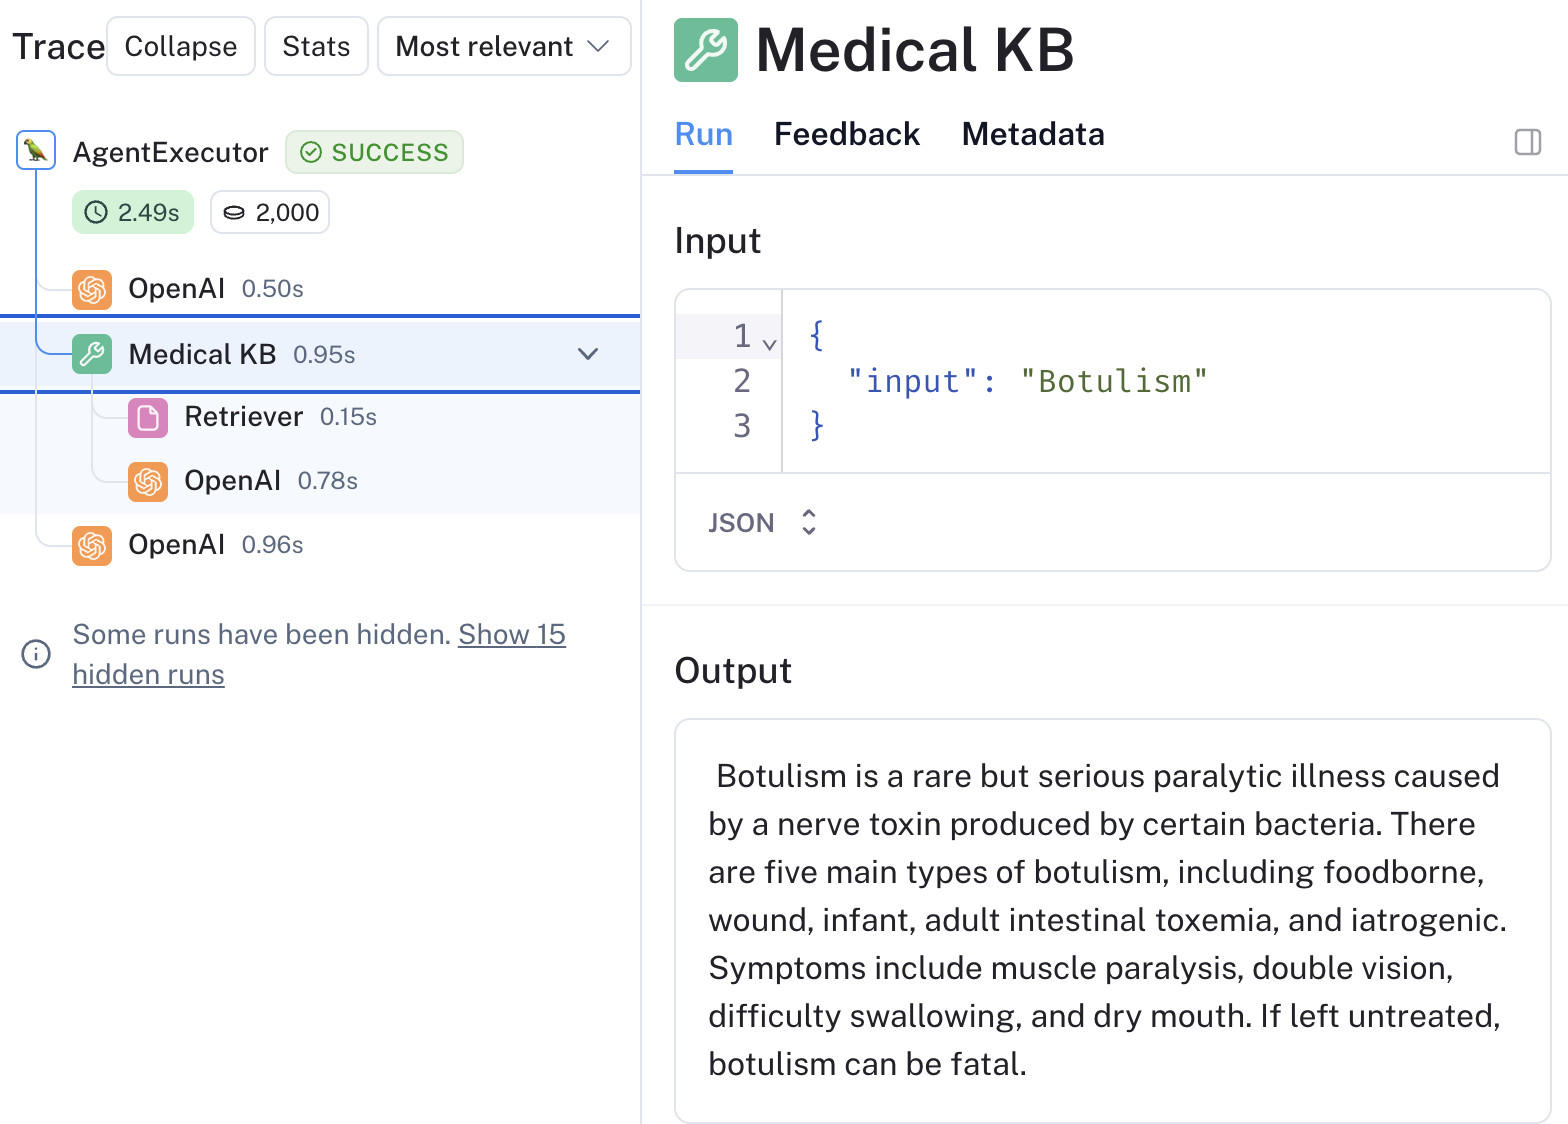 Trace Collapse Stats Most relevant
AgentExecutor SUCCESS
2.49s 2,000
OpenAI 0.50s
Medical KB 0.95s
Retriever 0.15s
OpenAI 0.78s
OpenAI 0.96s
Some runs have been hidden. Show 15
hidden runs
Medical KB
Run Feedback Metadata
Input
1 {
2 "input": "Botulism"
3 }
JSON
Output
Botulism is a rare but serious paralytic illness caused
by a nerve toxin produced by certain bacteria. There
are five main types of botulism, including foodborne,
wound, infant, adult intestinal toxemia, and iatrogenic.
Symptoms include muscle paralysis, double vision,
difficulty swallowing, and dry mouth. If left untreated,
botulism can be fatal.